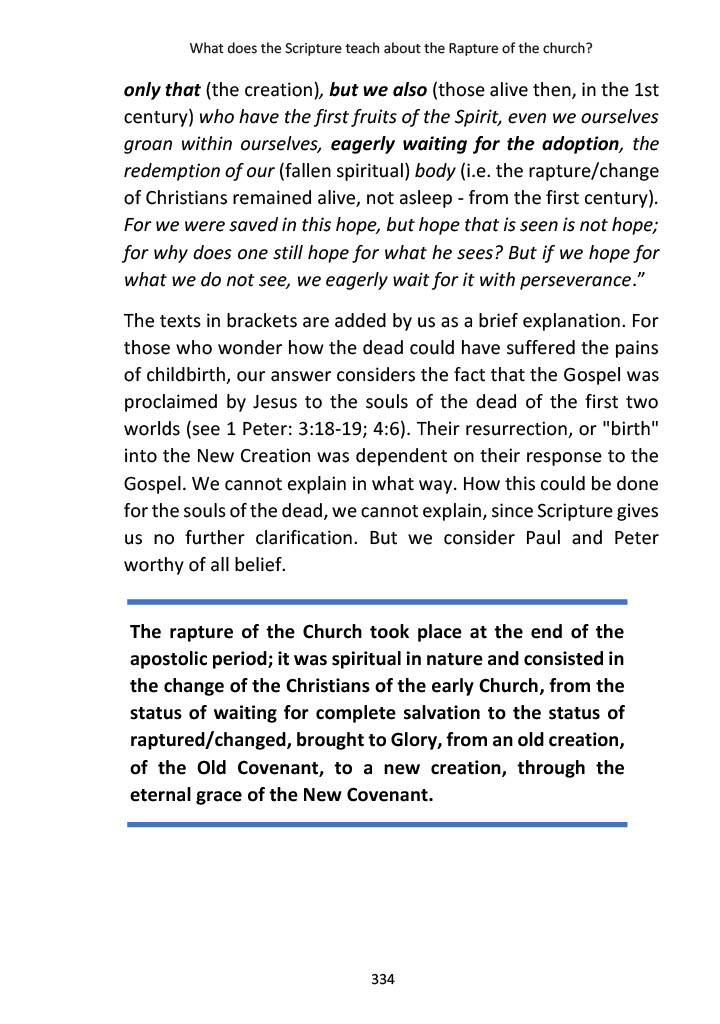 What does the Scripture teach about the Rapture of the church?
only that (the creation), but we also (those alive then, in the 1st
century) who have the first fruits of the Spirit, even we ourselves
groan within ourselves, eagerly waiting for the adoption, the
redemption of our (fallen spiritual) body (i.e. the rapture/change
of Christians remained alive, not asleep - from the first century).
For we were saved in this hope, but hope that is seen is not hope;
for why does one still hope for what he sees? But if we hope for
what we do not see, we eagerly wait for it with perseverance.”
The texts in brackets are added by us as a brief explanation. For
those who wonder how the dead could have suffered the pains
of childbirth, our answer considers the fact that the Gospel was
proclaimed by Jesus to the souls of the dead of the first two
worlds (see 1 Peter: 3:18-19; 4:6). Their resurrection, or "birth"
into the New Creation was dependent on their response to the
Gospel. We cannot explain in what way. How this could be done
for the souls of the dead, we cannot explain, since Scripture gives
us no further clarification. But we consider Paul and Peter
worthy of all belief.
The rapture of the Church took place at the end of the
apostolic period; it was spiritual in nature and consisted in
the change of the Christians of the early Church, from the
status of waiting for complete salvation to the status of
raptured/changed, brought to Glory, from an old creation,
of the Old Covenant, to a new creation, through the
eternal grace of the New Covenant.
334